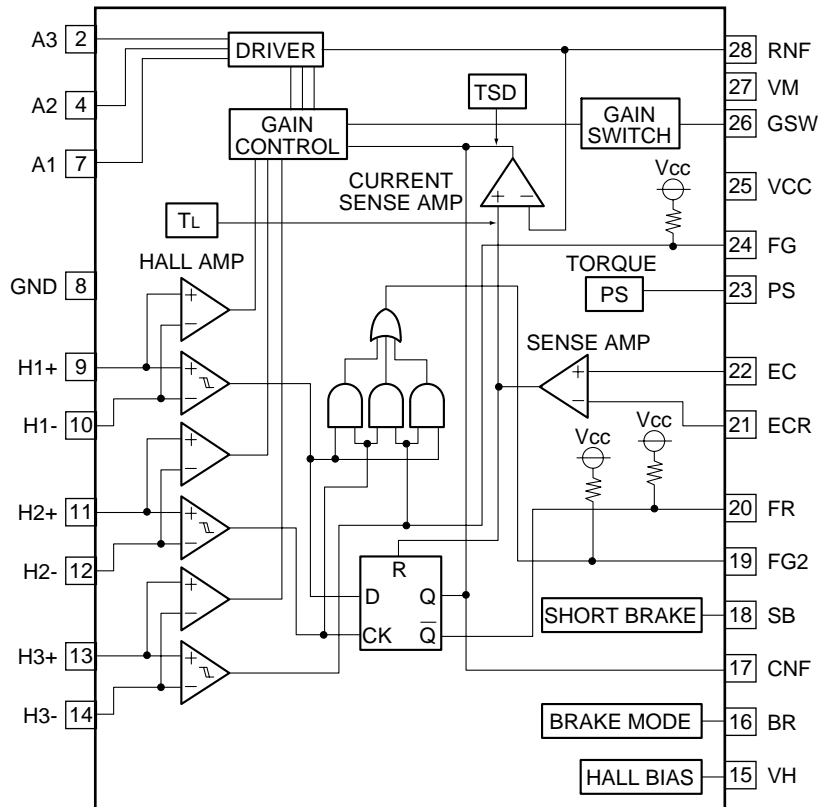 A3 2
DRIVER
28 RNF
27 VM
TSD
A2 4
GAIN
CONTROL
GAIN
SWITCH
26 GSW
A1 7
CURRENT
SENSE AMP
+ −
Vcc
25 VCC
TL
24 FG
HALL AMP
TORQUE
GND 8
PS
23 PS
+
−
SENSE AMP
H1+ 9
+
−
+
−
22 EC
H1- 10
21 ECR
+
−
Vcc
Vcc
H2+ 11
+
−
20 FR
H2- 12
R
19 FG2
+
−
D Q
SHORT BRAKE
18 SB
CK Q̅
H3+ 13
+
−
17 CNF
H3- 14
BRAKE MODE
16 BR
HALL BIAS
15 VH